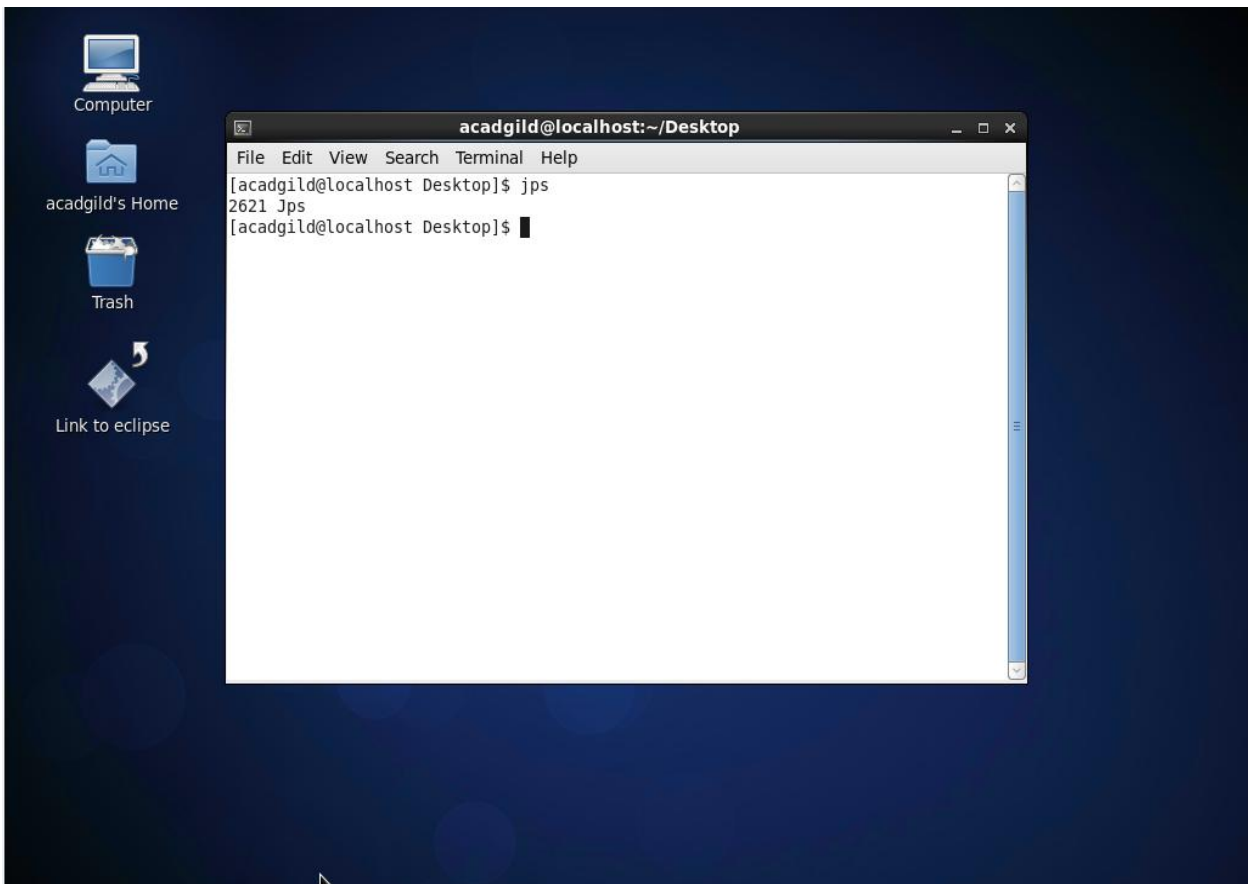 Computer
acadgild's Home
Trash
Link to eclipse
acadgild@localhost:~/Desktop
File Edit View Search Terminal Help
[acadgild@localhost Desktop]$ jps
2621 Jps
[acadgild@localhost Desktop]$